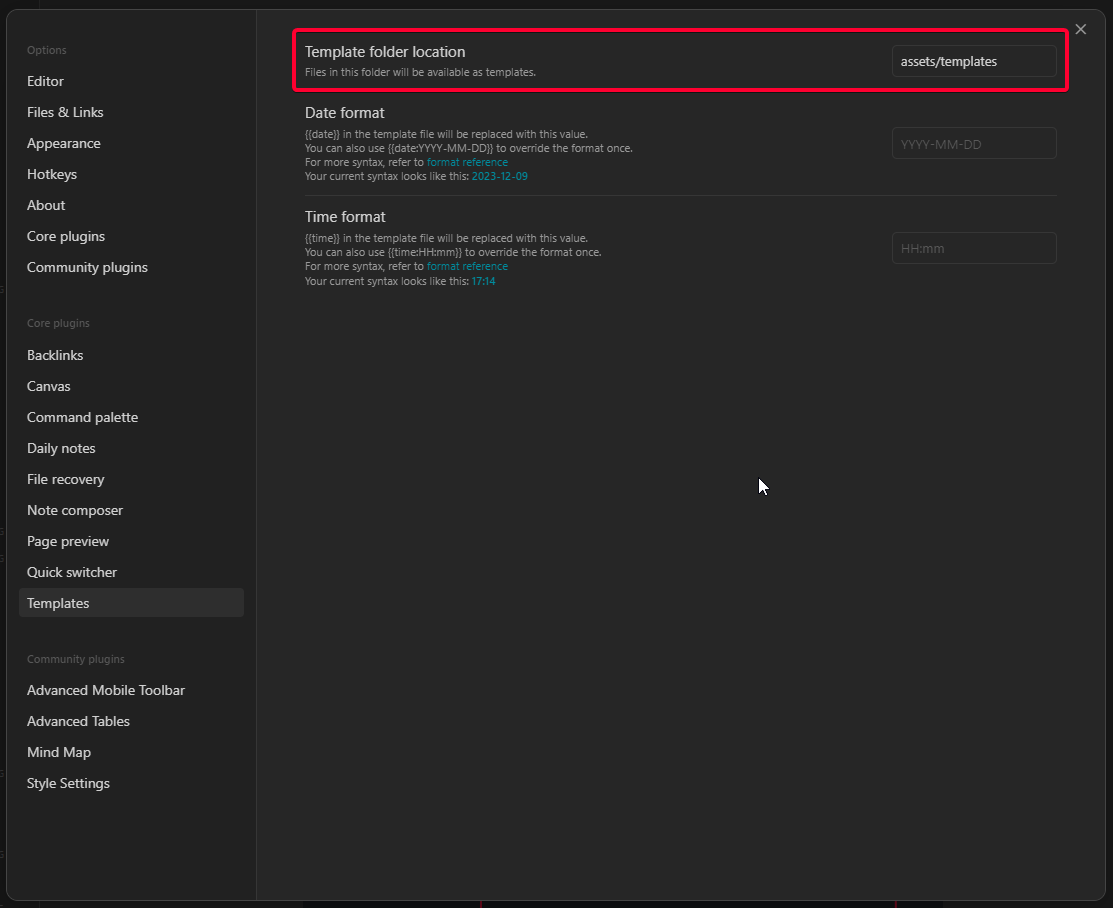 Options
Editor
Files & Links
Appearance
Hotkeys
About
Core plugins
Community plugins
Core plugins
Backlinks
Canvas
Command palette
Daily notes
File recovery
Note composer
Page preview
Quick switcher
Templates
Community plugins
Advanced Mobile Toolbar
Advanced Tables
Mind Map
Style Settings
Template folder location
Files in this folder will be available as templates.
assets/templates
Date format
{{date}} in the template file will be replaced with this value.
You can also use {{date:YYYY-MM-DD}} to override the format once.
For more syntax, refer to format reference
Your current syntax looks like this: 2023-12-09
YYYY-MM-DD
Time format
{{time}} in the template file will be replaced with this value.
You can also use {{time:HH:mm}} to override the format once.
For more syntax, refer to format reference
Your current syntax looks like this: 17:14
HH:mm